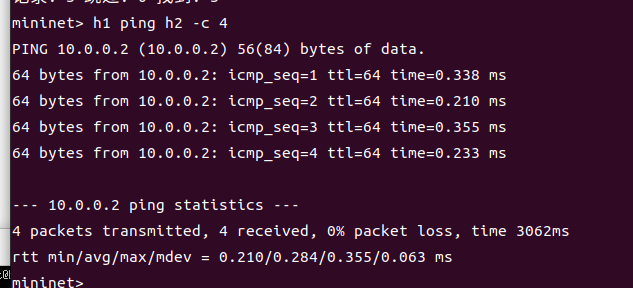 mininet> h1 ping h2 -c 4
PING 10.0.0.2 (10.0.0.2) 56(84) bytes of data.
64 bytes from 10.0.0.2: icmp_seq=1 ttl=64 time=0.338 ms
64 bytes from 10.0.0.2: icmp_seq=2 ttl=64 time=0.210 ms
64 bytes from 10.0.0.2: icmp_seq=3 ttl=64 time=0.355 ms
64 bytes from 10.0.0.2: icmp_seq=4 ttl=64 time=0.233 ms
--- 10.0.0.2 ping statistics ---
4 packets transmitted, 4 received, 0% packet loss, time 3062ms
rtt min/avg/max/mdev = 0.210/0.284/0.355/0.063 ms
mininet>